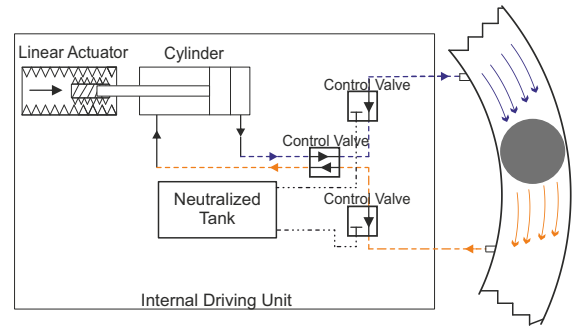 Linear Actuator
Cylinder
Control Valve
Control Valve
Neutralized
Tank
Control Valve
Internal Driving Unit